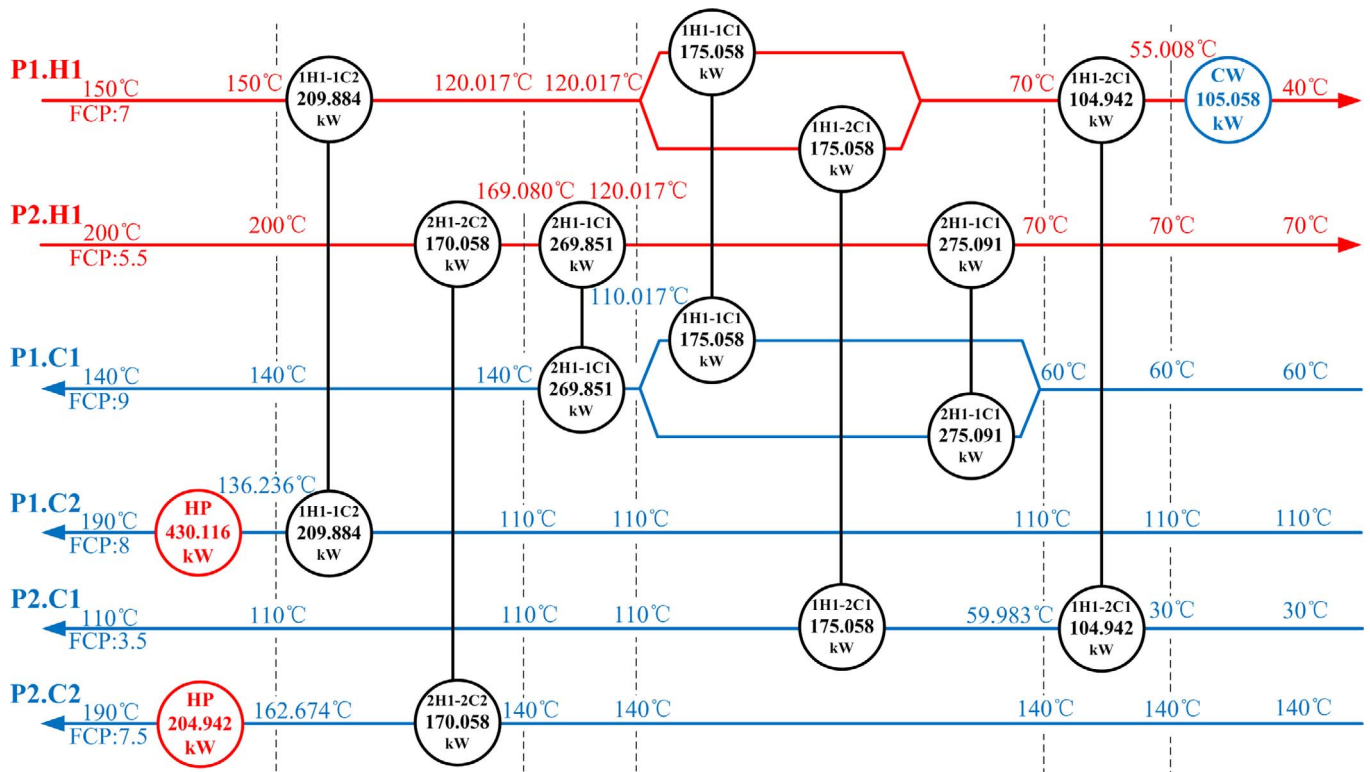 1H1-1C1
175.058
kW
P1.H1
150℃
FCP:7
150℃
1H1-1C2
209.884
kW
120.017℃
120.017℃
70℃
1H1-2C1
104.942
kW
55.008℃
CW
105.058
kW
40℃
1H1-2C1
175.058
kW
P2.H1
200℃
FCP:5.5
200℃
2H1-2C2
170.058
kW
169.080℃
120.017℃
2H1-1C1
269.851
kW
2H1-1C1
275.091
kW
70℃
70℃
70℃
110.017℃
1H1-1C1
175.058
kW
P1.C1
140℃
FCP:9
140℃
140℃
2H1-1C1
269.851
kW
60℃
60℃
60℃
2H1-1C1
275.091
kW
P1.C2
190℃
FCP:8
HP
430.116
kW
136.236℃
1H1-1C2
209.884
kW
110℃
110℃
110℃
110℃
110℃
P2.C1
110℃
FCP:3.5
110℃
110℃
110℃
1H1-2C1
175.058
kW
59.983℃
1H1-2C1
104.942
kW
30℃
30℃
P2.C2
190℃
FCP:7.5
HP
204.942
kW
162.674℃
2H1-2C2
170.058
kW
140℃
140℃
140℃
140℃
140℃